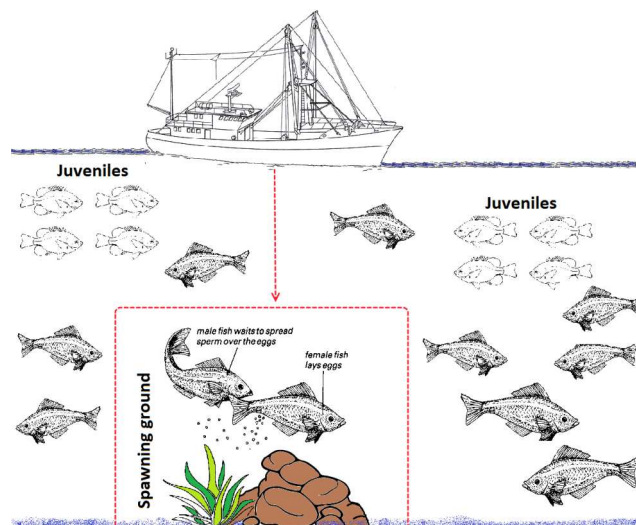 Juveniles
Juveniles
male fish waits to spread
sperm over the eggs
female fish
lays eggs
Spawning ground